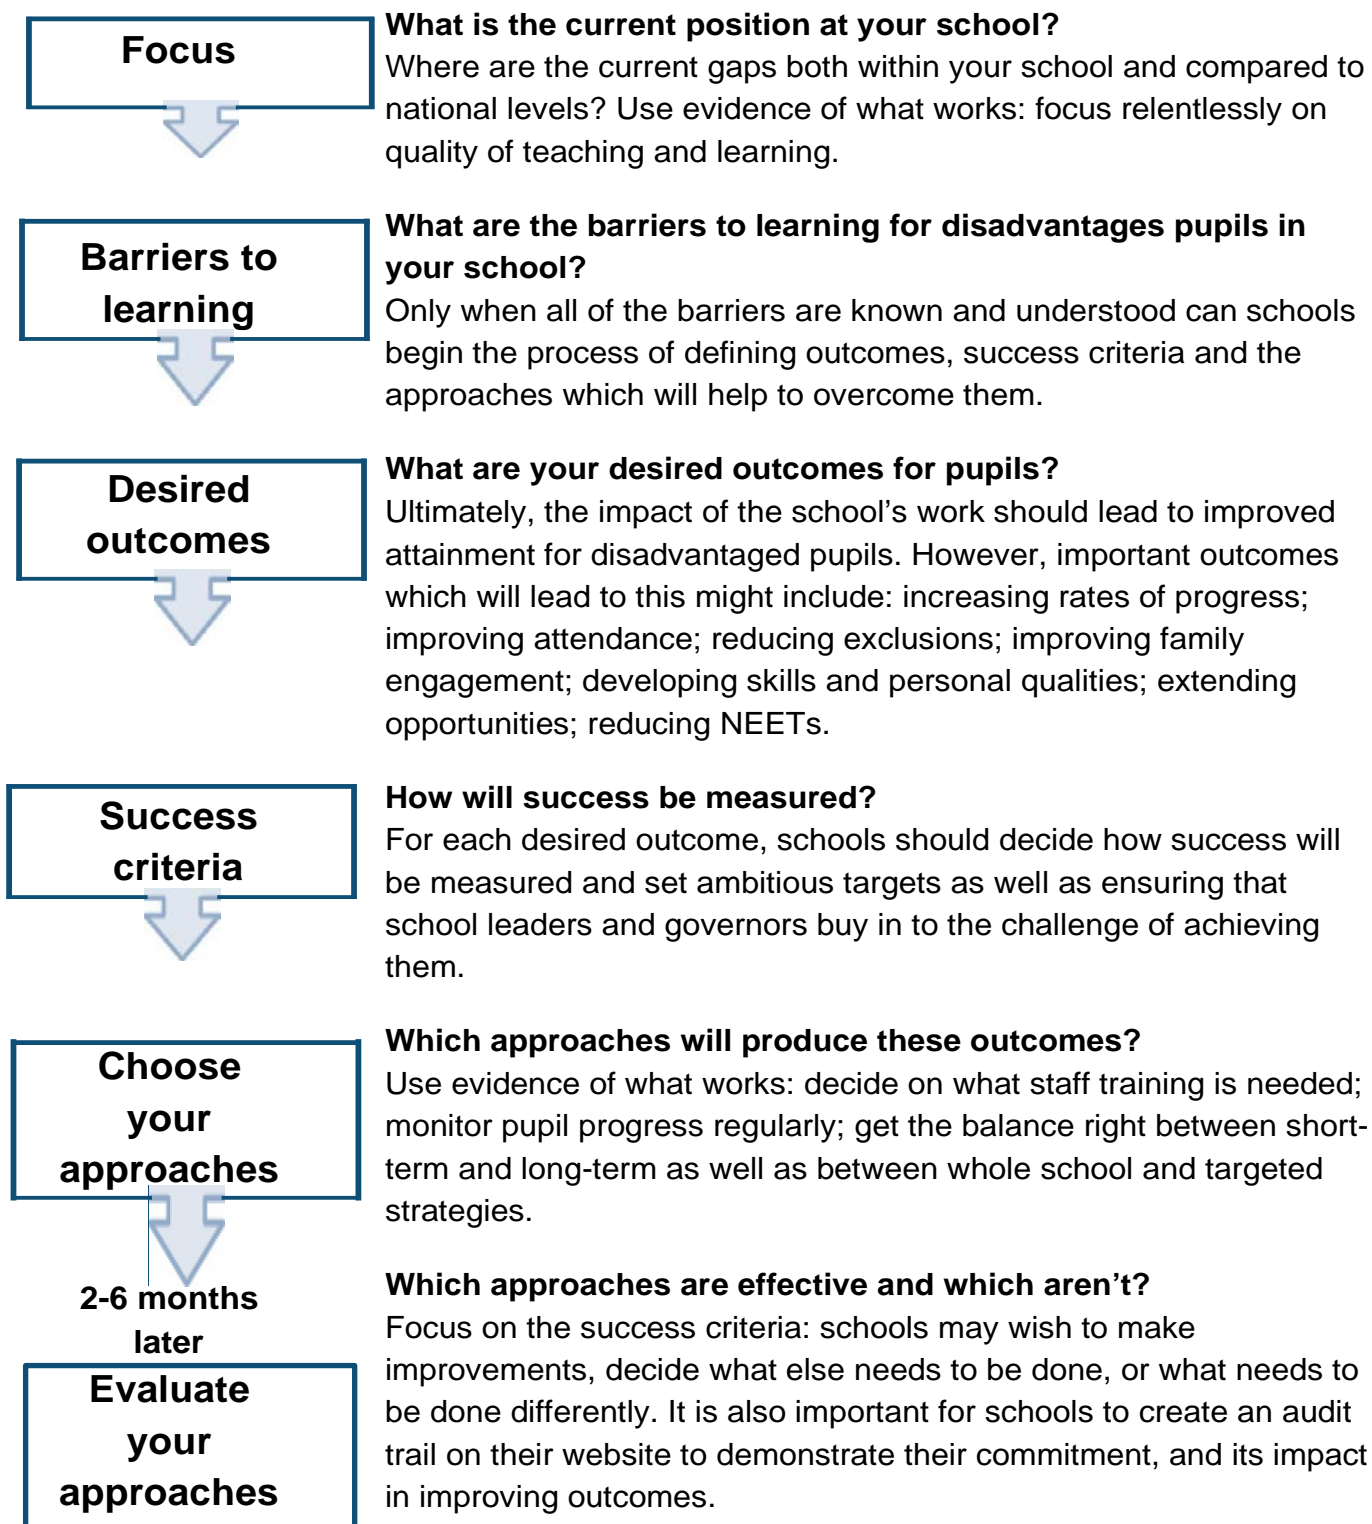 Focus
What is the current position at your school?
Where are the current gaps both within your school and compared to
national levels? Use evidence of what works: focus relentlessly on
quality of teaching and learning.
Barriers to
learning
What are the barriers to learning for disadvantages pupils in
your school?
Only when all of the barriers are known and understood can schools
begin the process of defining outcomes, success criteria and the
approaches which will help to overcome them.
Desired
outcomes
What are your desired outcomes for pupils?
Ultimately, the impact of the school’s work should lead to improved
attainment for disadvantaged pupils. However, important outcomes
which will lead to this might include: increasing rates of progress;
improving attendance; reducing exclusions; improving family
engagement; developing skills and personal qualities; extending
opportunities; reducing NEETs.
Success
criteria
How will success be measured?
For each desired outcome, schools should decide how success will
be measured and set ambitious targets as well as ensuring that
school leaders and governors buy in to the challenge of achieving
them.
Choose
your
approaches
Which approaches will produce these outcomes?
Use evidence of what works: decide on what staff training is needed;
monitor pupil progress regularly; get the balance right between short-
term and long-term as well as between whole school and targeted
strategies.
2-6 months
later
Evaluate
your
approaches
Which approaches are effective and which aren’t?
Focus on the success criteria: schools may wish to make
improvements, decide what else needs to be done, or what needs to
be done differently. It is also important for schools to create an audit
trail on their website to demonstrate their commitment, and its impact
in improving outcomes.